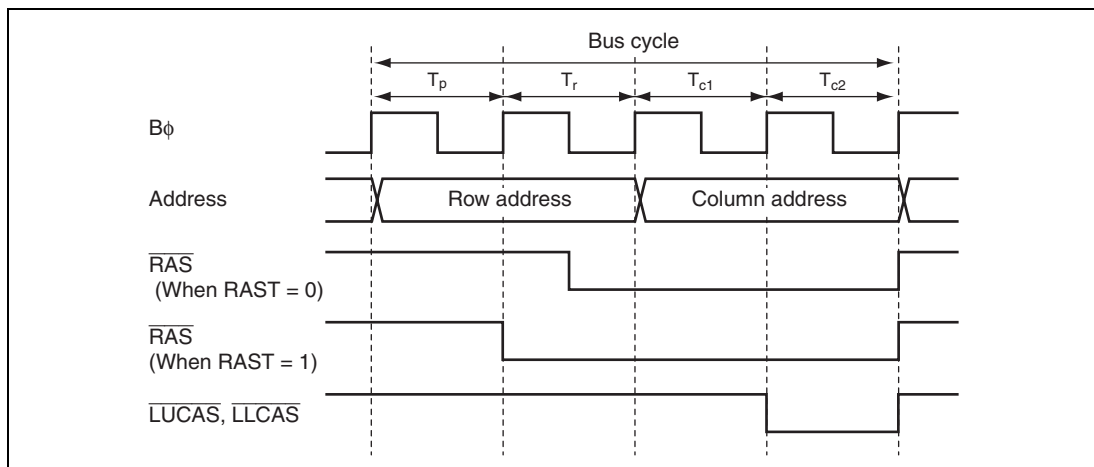 Bus cycle
Tp Tr Tc1 Tc2
Bϕ
Address Row address Column address
RAS
(When RAST = 0)
RAS
(When RAST = 1)
LUCAS, LLCAS